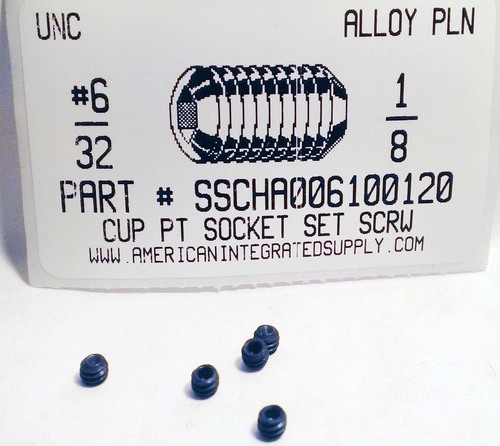 UNC ALLOY PLN
#6
32
1
8
PART # SSCHA006100120
CUP PT SOCKET SET SCRW
WWW.AMERICANINTEGRATEDSUPPLY.COM